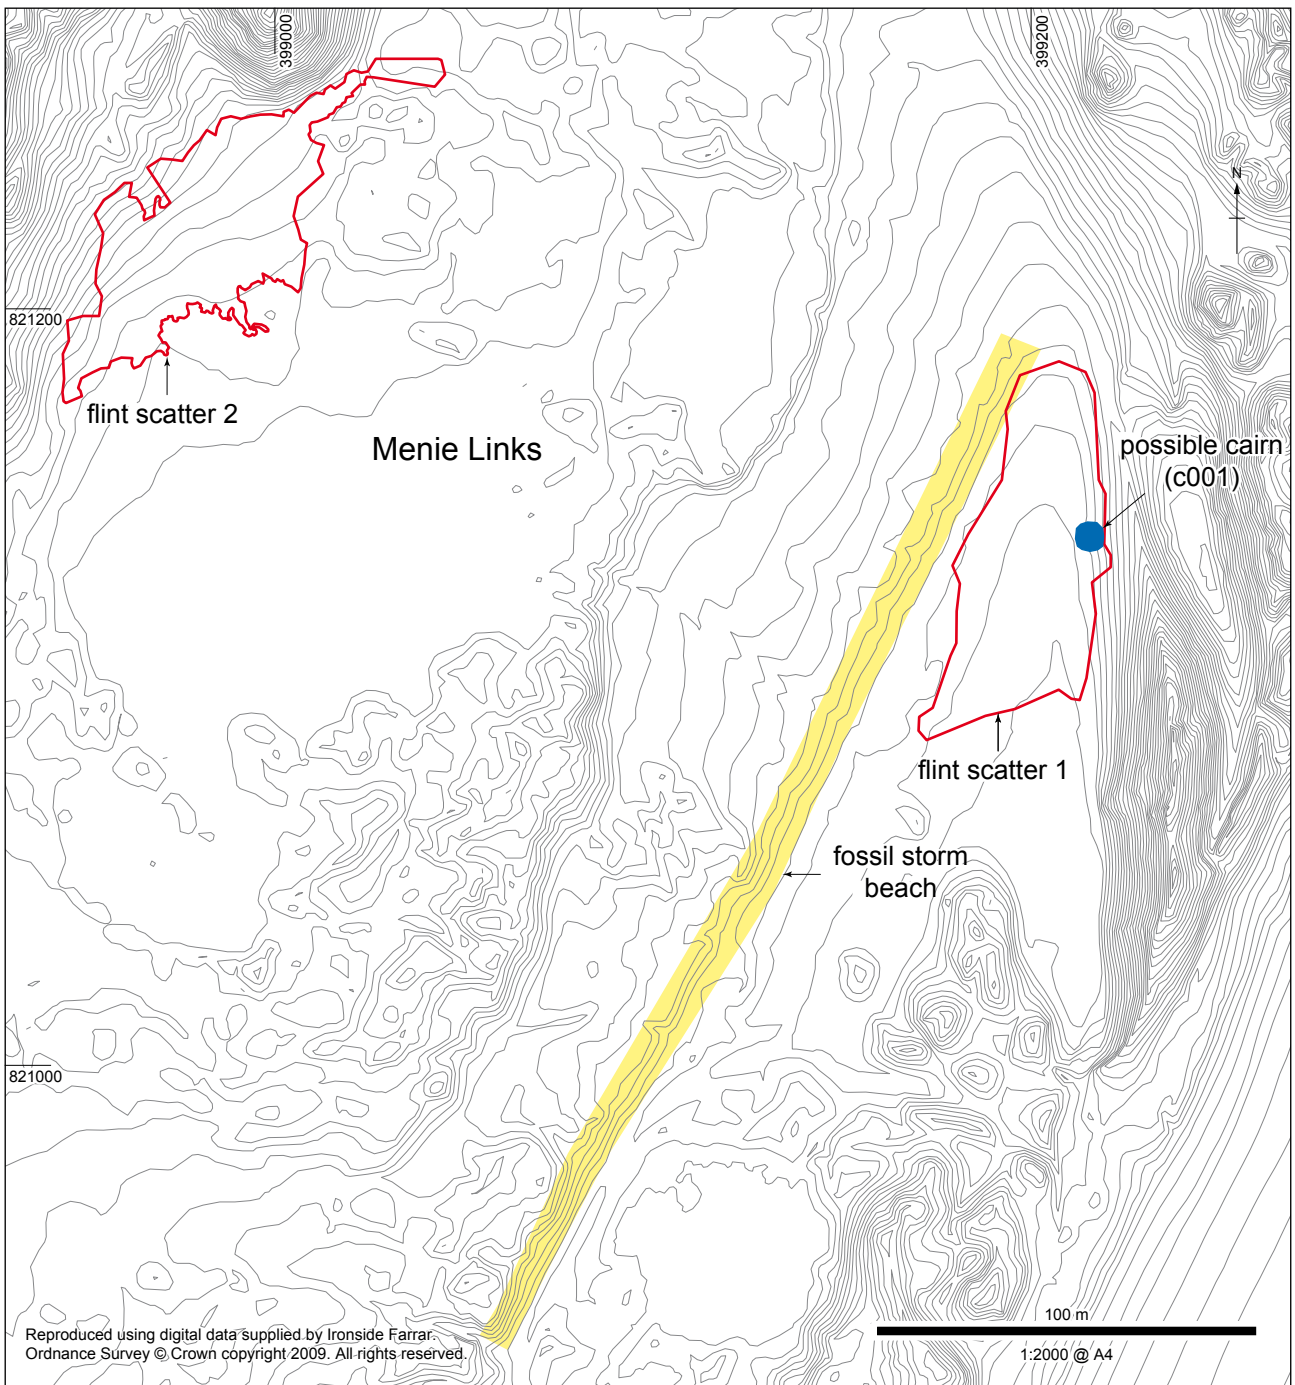 399000
399200
N
821200
flint scatter 2
Menie Links
possible cairn
(c001)
flint scatter 1
fossil storm
beach
821000
100 m
1:2000 @ A4
Reproduced using digital data supplied by Ironside Farrar.
Ordnance Survey © Crown copyright 2009. All rights reserved.